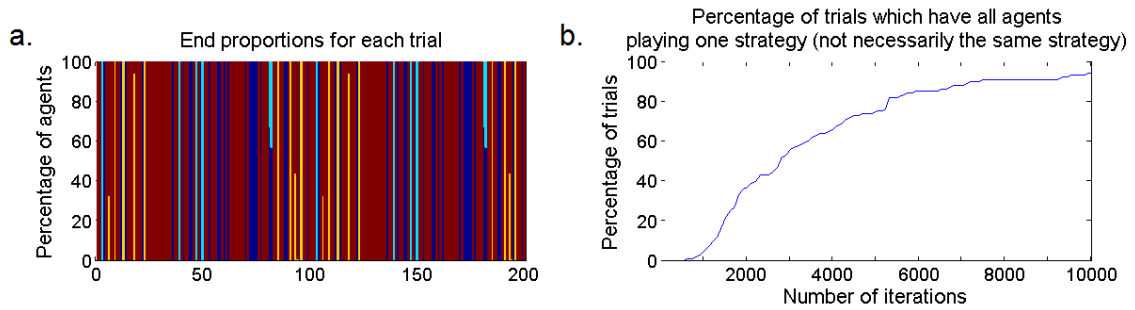 a.
End proportions for each trial
Percentage of agents
100
80
60
40
20
0
0
50
100
150
200
b.
Percentage of trials which have all agents
playing one strategy (not necessarily the same strategy)
Percentage of trials
100
80
60
40
20
0
2000
4000
6000
8000
10000
Number of iterations